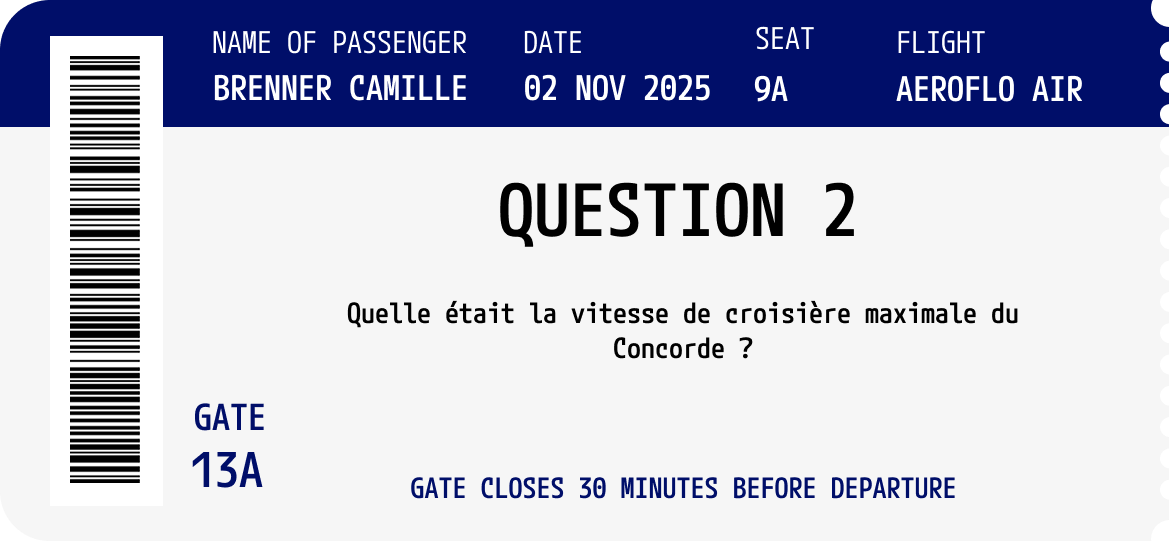 NAME OF PASSENGER
BRENNER CAMILLE
DATE
02 NOV 2025
SEAT
9A
FLIGHT
AEROFLO AIR
QUESTION 2
Quelle était la vitesse de croisière maximale du
Concorde ?
GATE
13A
GATE CLOSES 30 MINUTES BEFORE DEPARTURE